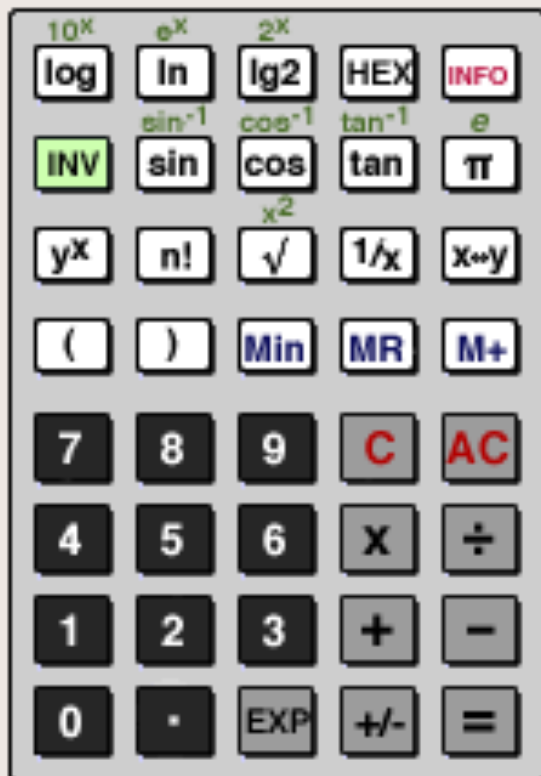 10ˣ eˣ 2ˣ
log ln lg2 HEX INFO
sin⁻¹ cos⁻¹ tan⁻¹ e
INV sin cos tan π
x²
yˣ n! √ 1/x x↔y
( ) Min MR M+
7 8 9 C AC
4 5 6 x ÷
1 2 3 + −
0 · EXP +/- =